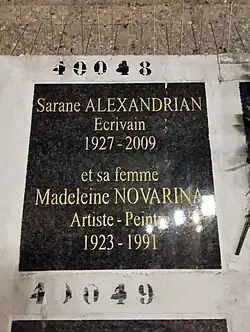 40048
Sarane ALEXANDRIAN
Ecrivain
1927 - 2009
et sa femme
Madeleine NOVARINA
Artiste - Peintre
1923 - 1991
40049